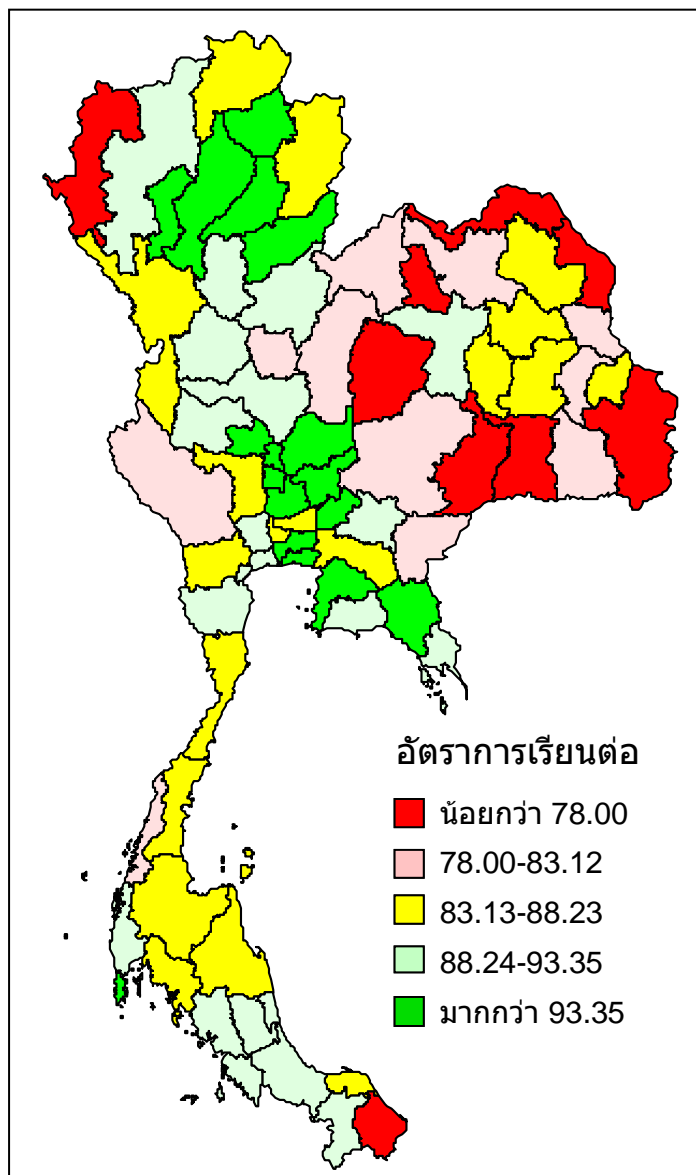 อัตราการเรียนต่อ
น้อยกว่า 78.00
78.00-83.12
83.13-88.23
88.24-93.35
มากกว่า 93.35